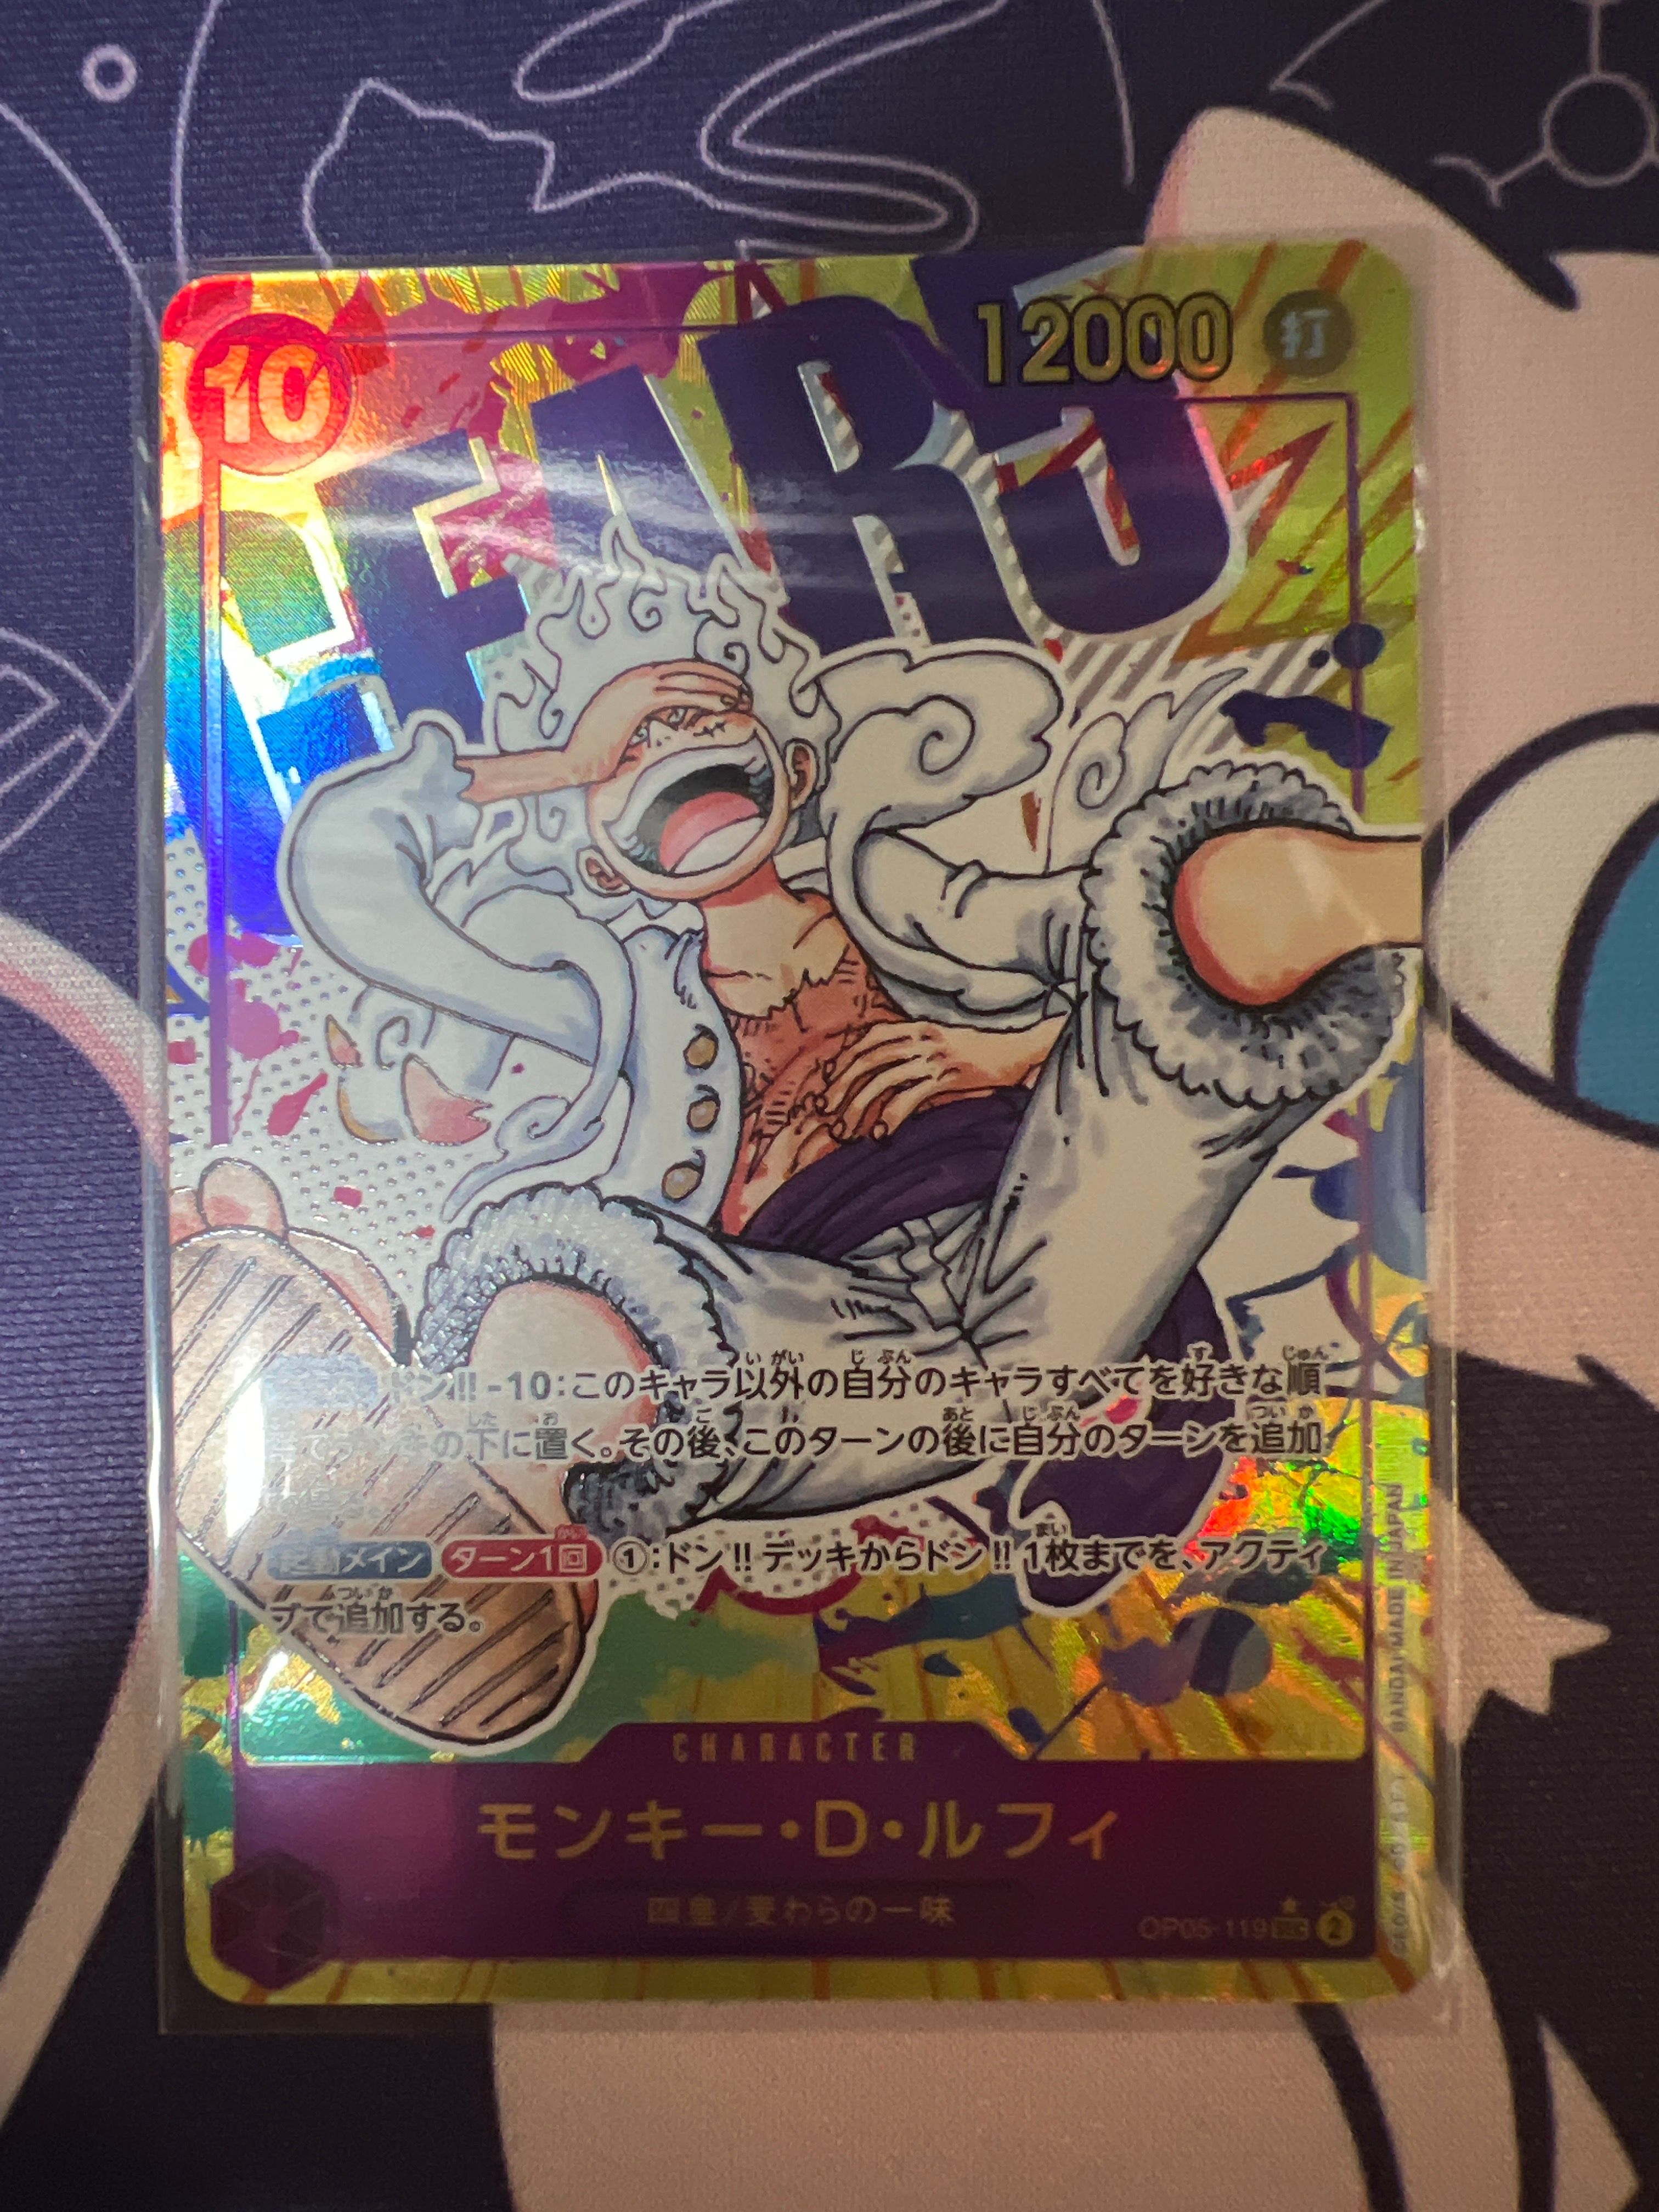 10
12000 打
GEAR 5
ドン!!-10:このキャラ以外の自分のキャラすべてを好きな順
の下に置く。その後、このターンの後に自分のターンを追加
起動メイン ターン1回 ①:ドン!!デッキからドン!!1枚までを、アクティ
ブで追加する。
CHARACTER
モンキー・D・ルフィ
四皇/麦わらの一味
OP05-119 SEC 2
BANDAI MADE IN JAPAN